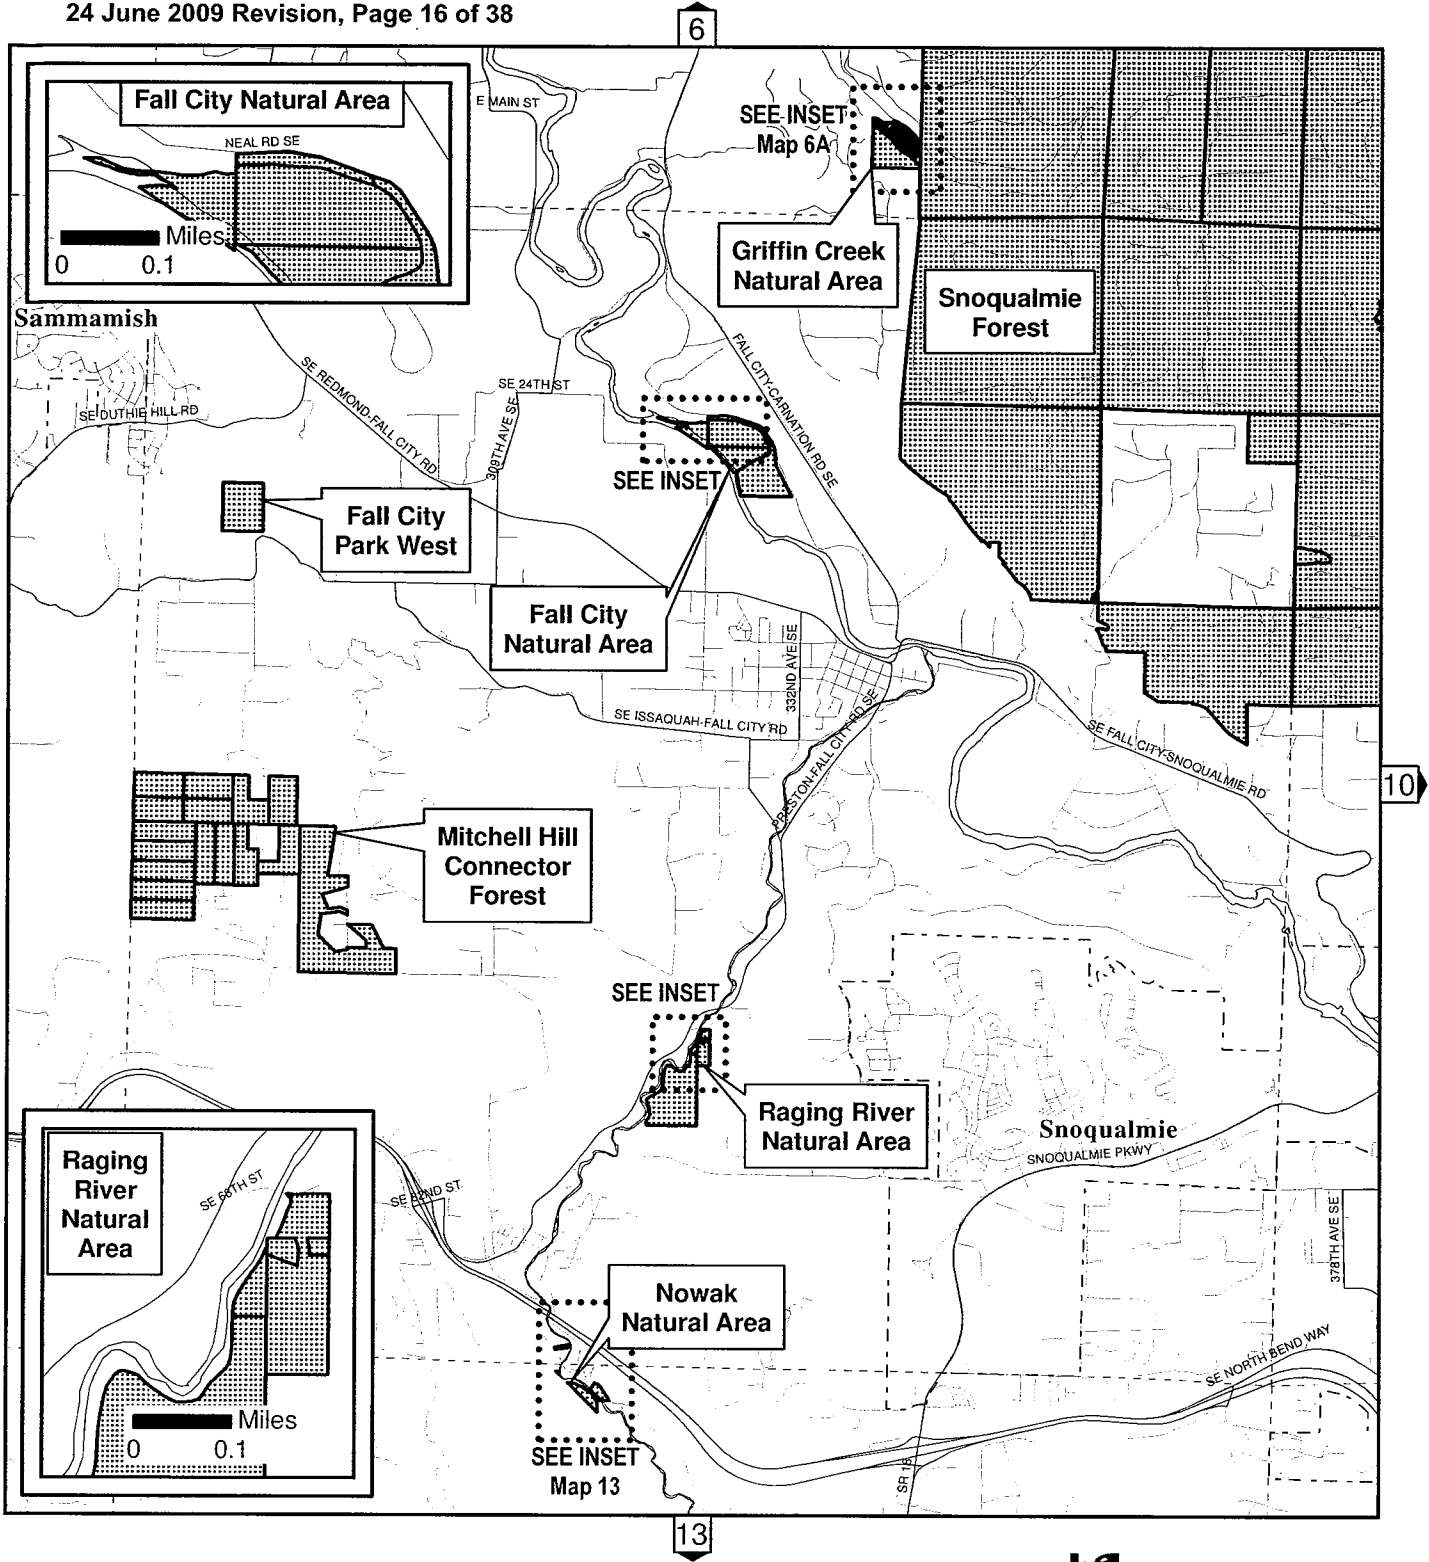 24 June 2009 Revision, Page 16 of 38
6
Fall City Natural Area
NEAL RD SE
Miles
0 0.1
E MAIN ST
SEE INSET
Map 6A
Griffin Creek
Natural Area
Snoqualmie
Forest
Sammamish
SE DUTHIE HILL RD
SE REDMOND-FALL CITY RD
SE 24TH ST
309TH AVE SE
FALL CITY-CARNATION RD SE
SEE INSET
Fall City
Park West
Fall City
Natural Area
332ND AVE SE
SE ISSAQUAH-FALL CITY RD
PRESTON-FALL CITY RD SE
SE FALL CITY-SNOQUALMIE RD
10
Mitchell Hill
Connector
Forest
SEE INSET
Raging River
Natural Area
Snoqualmie
SNOQUALMIE PKWY
378TH AVE SE
Raging
River
Natural
Area
SE 68TH ST
Miles
0 0.1
SE 82ND ST
Nowak
Natural Area
SE NORTH BEND WAY
SEE INSET
Map 13
SR 18
13